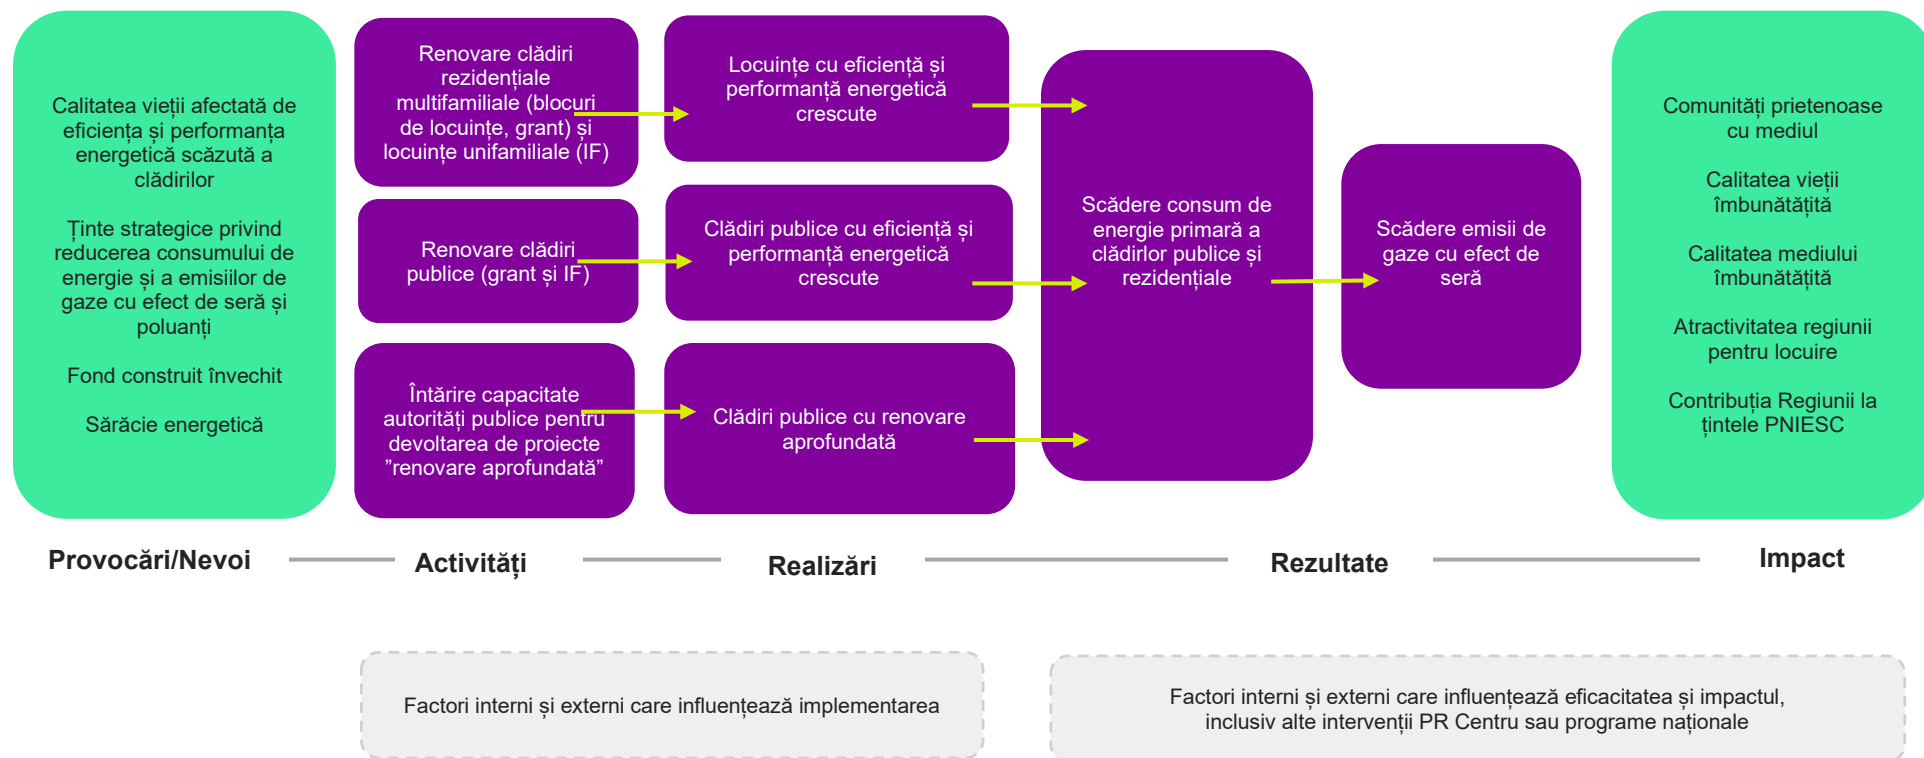 Calitatea vieții afectată de
eficiența și performanța
energetică scăzută a
clădirilor
Ținte strategice privind
reducerea consumului de
energie și a emisiilor de
gaze cu efect de seră și
poluanți
Fond construit învechit
Sărăcie energetică
Renovare clădiri
rezidențiale
multifamiliale (blocuri
de locuințe, grant) și
locuințe unifamiliale (IF)
Renovare clădiri
publice (grant și IF)
Întărire capacitate
autorități publice pentru
devoltarea de proiecte
”renovare aprofundată”
Locuințe cu eficiență și
performanță energetică
crescute
Clădiri publice cu eficiență și
performanță energetică
crescute
Clădiri publice cu renovare
aprofundată
Scădere consum de
energie primară a
clădirlor publice și
rezidențiale
Scădere emisii de
gaze cu efect de
seră
Comunități prietenoase
cu mediul
Calitatea vieții
îmbunătățită
Calitatea mediului
îmbunătățită
Atractivitatea regiunii
pentru locuire
Contribuția Regiunii la
țintele PNIESC
Provocări/Nevoi
Activități
Realizări
Rezultate
Impact
Factori interni și externi care influențează implementarea
Factori interni și externi care influențează eficacitatea și impactul,
inclusiv alte intervenții PR Centru sau programe naționale